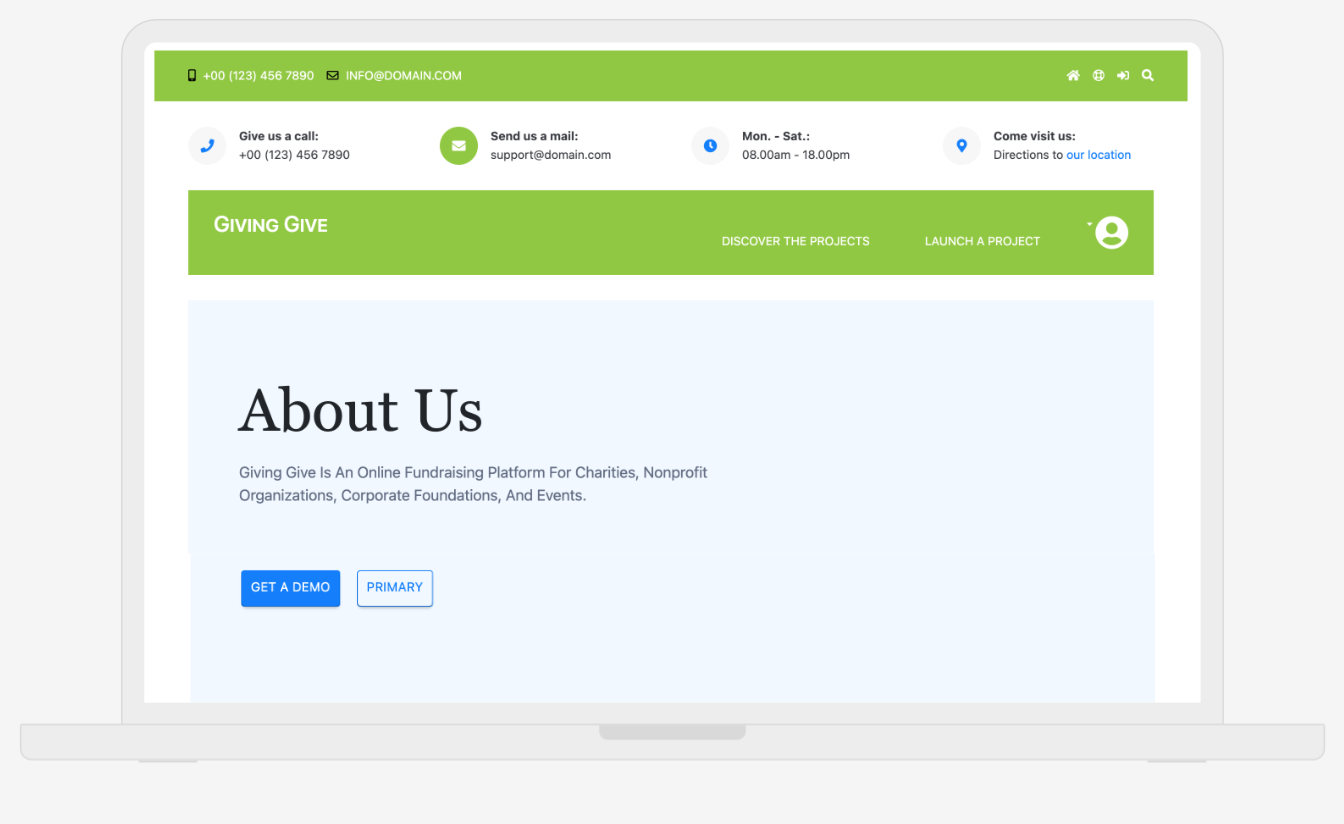 +00 (123) 456 7890 INFO@DOMAIN.COM
Give us a call:
+00 (123) 456 7890
Send us a mail:
support@domain.com
Mon. - Sat.:
08.00am - 18.00pm
Come visit us:
Directions to our location
GIVING GIVE
DISCOVER THE PROJECTS
LAUNCH A PROJECT
About Us
Giving Give Is An Online Fundraising Platform For Charities, Nonprofit
Organizations, Corporate Foundations, And Events.
GET A DEMO PRIMARY